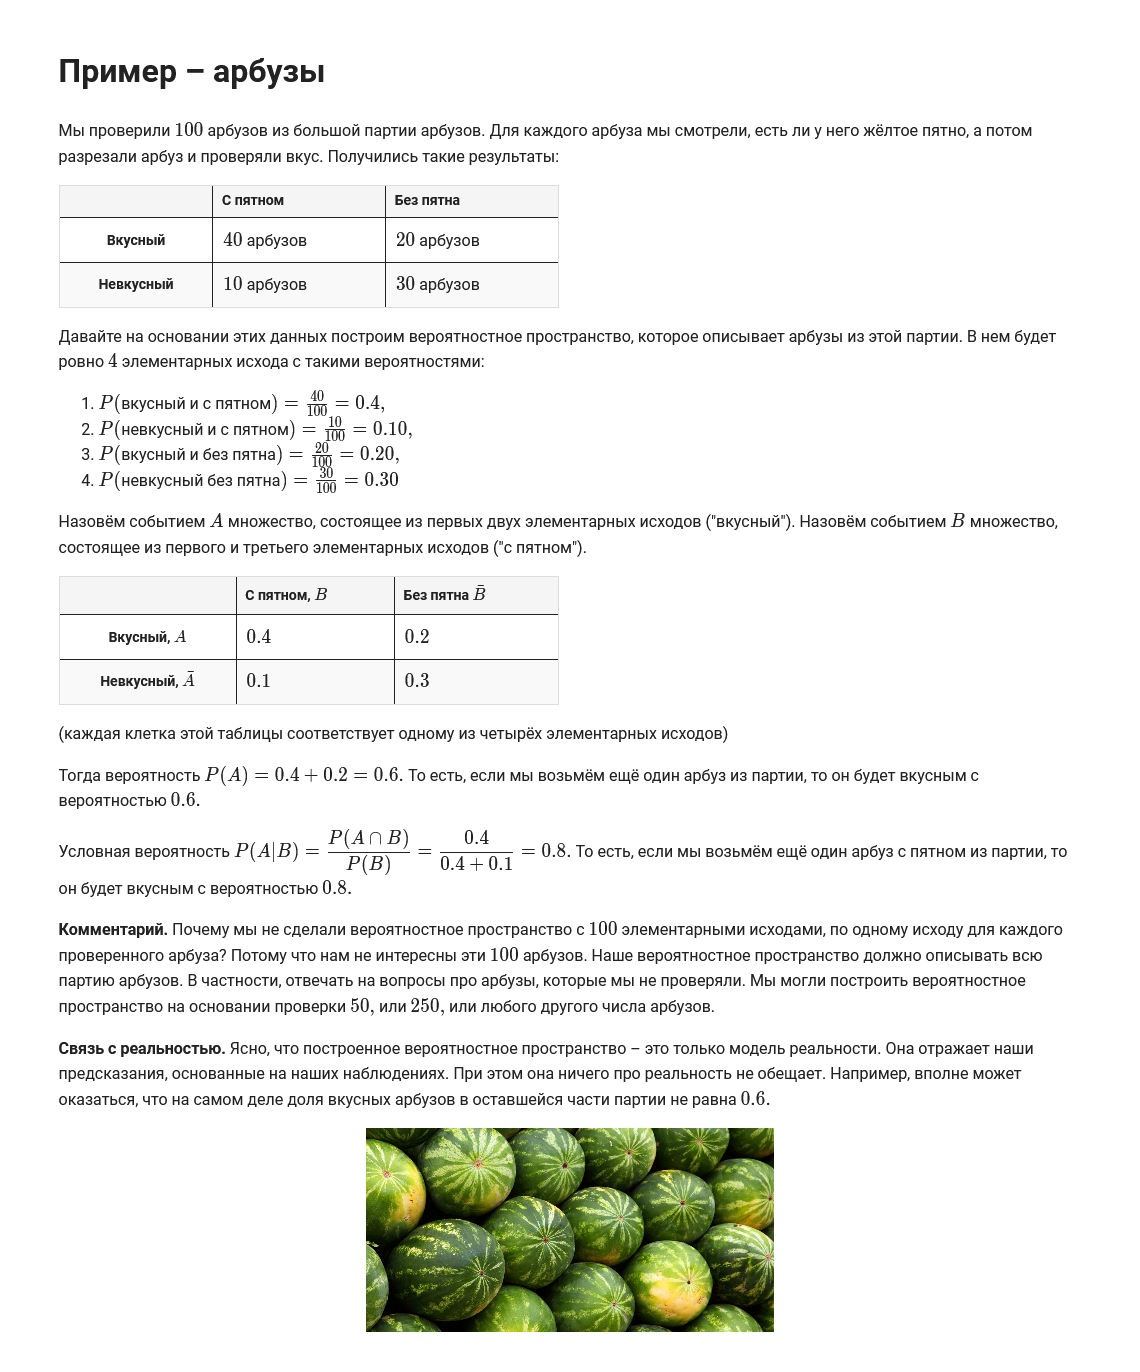 Пример – арбузы
Мы проверили 100 арбузов из большой партии арбузов. Для каждого арбуза мы смотрели, есть ли у него жёлтое пятно, а потом
разрезали арбуз и проверяли вкус. Получились такие результаты:
С пятном Без пятна
Вкусный 40 арбузов 20 арбузов
Невкусный 10 арбузов 30 арбузов
Давайте на основании этих данных построим вероятностное пространство, которое описывает арбузы из этой партии. В нем будет
ровно 4 элементарных исхода с такими вероятностями:
1. P(вкусный и с пятном) = 40/100 = 0.4,
2. P(невкусный и с пятном) = 10/100 = 0.10,
3. P(вкусный и без пятна) = 20/100 = 0.20,
4. P(невкусный без пятна) = 30/100 = 0.30
Назовём событием A множество, состоящее из первых двух элементарных исходов ("вкусный"). Назовём событием B множество,
состоящее из первого и третьего элементарных исходов ("с пятном").
С пятном, B Без пятна B̄
Вкусный, A 0.4 0.2
Невкусный, Ā 0.1 0.3
(каждая клетка этой таблицы соответствует одному из четырёх элементарных исходов)
Тогда вероятность P(A) = 0.4 + 0.2 = 0.6. То есть, если мы возьмём ещё один арбуз из партии, то он будет вкусным с
вероятностью 0.6.
Условная вероятность P(A|B) = P(A ∩ B)/P(B) = 0.4/(0.4 + 0.1) = 0.8. То есть, если мы возьмём ещё один арбуз с пятном из партии, то
он будет вкусным с вероятностью 0.8.
Комментарий. Почему мы не сделали вероятностное пространство с 100 элементарными исходами, по одному исходу для каждого
проверенного арбуза? Потому что нам не интересны эти 100 арбузов. Наше вероятностное пространство должно описывать всю
партию арбузов. В частности, отвечать на вопросы про арбузы, которые мы не проверяли. Мы могли построить вероятностное
пространство на основании проверки 50, или 250, или любого другого числа арбузов.
Связь с реальностью. Ясно, что построенное вероятностное пространство – это только модель реальности. Она отражает наши
предсказания, основанные на наших наблюдениях. При этом она ничего про реальность не обещает. Например, вполне может
оказаться, что на самом деле доля вкусных арбузов в оставшейся части партии не равна 0.6.